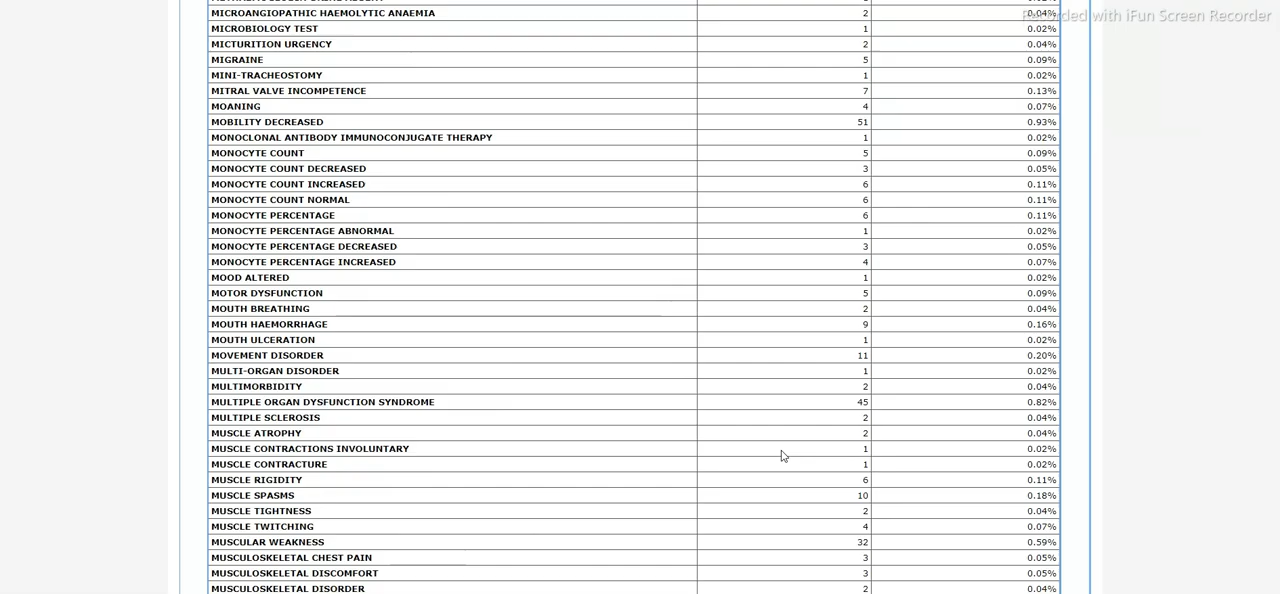 MICROANGIOPATHIC HAEMOLYTIC ANAEMIA 2 0.04%
Recorded with iFun Screen Recorder
MICROBIOLOGY TEST 1 0.02%
MICTURITION URGENCY 2 0.04%
MIGRAINE 5 0.09%
MINI-TRACHEOSTOMY 1 0.02%
MITRAL VALVE INCOMPETENCE 7 0.13%
MOANING 4 0.07%
MOBILITY DECREASED 51 0.93%
MONOCLONAL ANTIBODY IMMUNOCONJUGATE THERAPY 1 0.02%
MONOCYTE COUNT 5 0.09%
MONOCYTE COUNT DECREASED 3 0.05%
MONOCYTE COUNT INCREASED 6 0.11%
MONOCYTE COUNT NORMAL 6 0.11%
MONOCYTE PERCENTAGE 6 0.11%
MONOCYTE PERCENTAGE ABNORMAL 1 0.02%
MONOCYTE PERCENTAGE DECREASED 3 0.05%
MONOCYTE PERCENTAGE INCREASED 4 0.07%
MOOD ALTERED 1 0.02%
MOTOR DYSFUNCTION 5 0.09%
MOUTH BREATHING 2 0.04%
MOUTH HAEMORRHAGE 9 0.16%
MOUTH ULCERATION 1 0.02%
MOVEMENT DISORDER 11 0.20%
MULTI-ORGAN DISORDER 1 0.02%
MULTIMORBIDITY 2 0.04%
MULTIPLE ORGAN DYSFUNCTION SYNDROME 45 0.82%
MULTIPLE SCLEROSIS 2 0.04%
MUSCLE ATROPHY 2 0.04%
MUSCLE CONTRACTIONS INVOLUNTARY 1 0.02%
MUSCLE CONTRACTURE 1 0.02%
MUSCLE RIGIDITY 6 0.11%
MUSCLE SPASMS 10 0.18%
MUSCLE TIGHTNESS 2 0.04%
MUSCLE TWITCHING 4 0.07%
MUSCULAR WEAKNESS 32 0.59%
MUSCULOSKELETAL CHEST PAIN 3 0.05%
MUSCULOSKELETAL DISCOMFORT 3 0.05%
MUSCULOSKELETAL DISORDER 2 0.04%